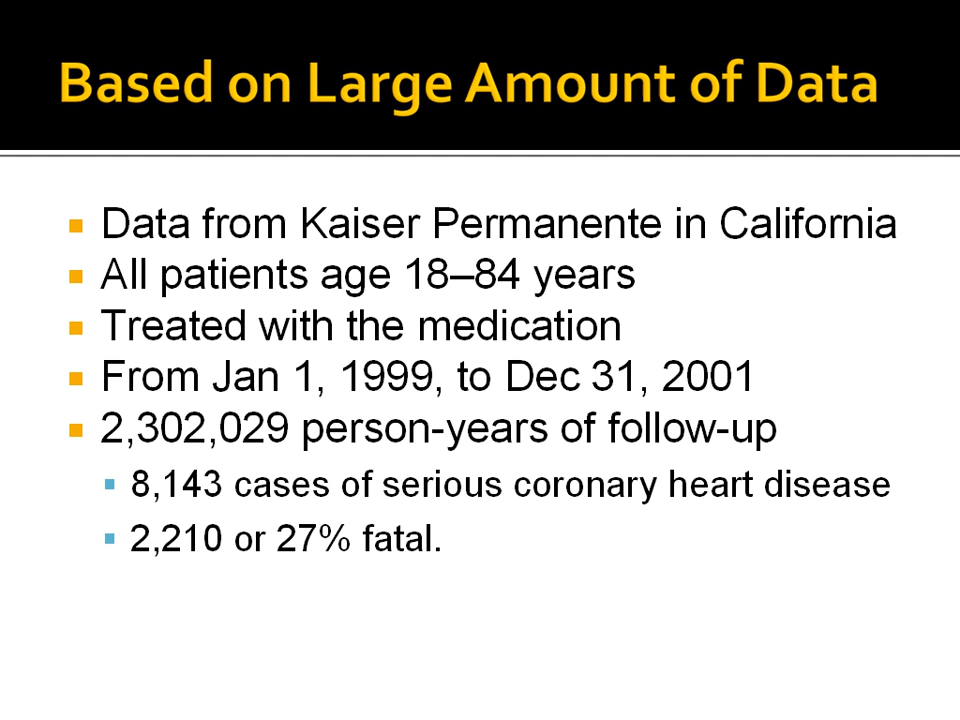 Based on Large Amount of Data
Data from Kaiser Permanente in California
All patients age 18–84 years
Treated with the medication
From Jan 1, 1999, to Dec 31, 2001
2,302,029 person-years of follow-up
8,143 cases of serious coronary heart disease
2,210 or 27% fatal.